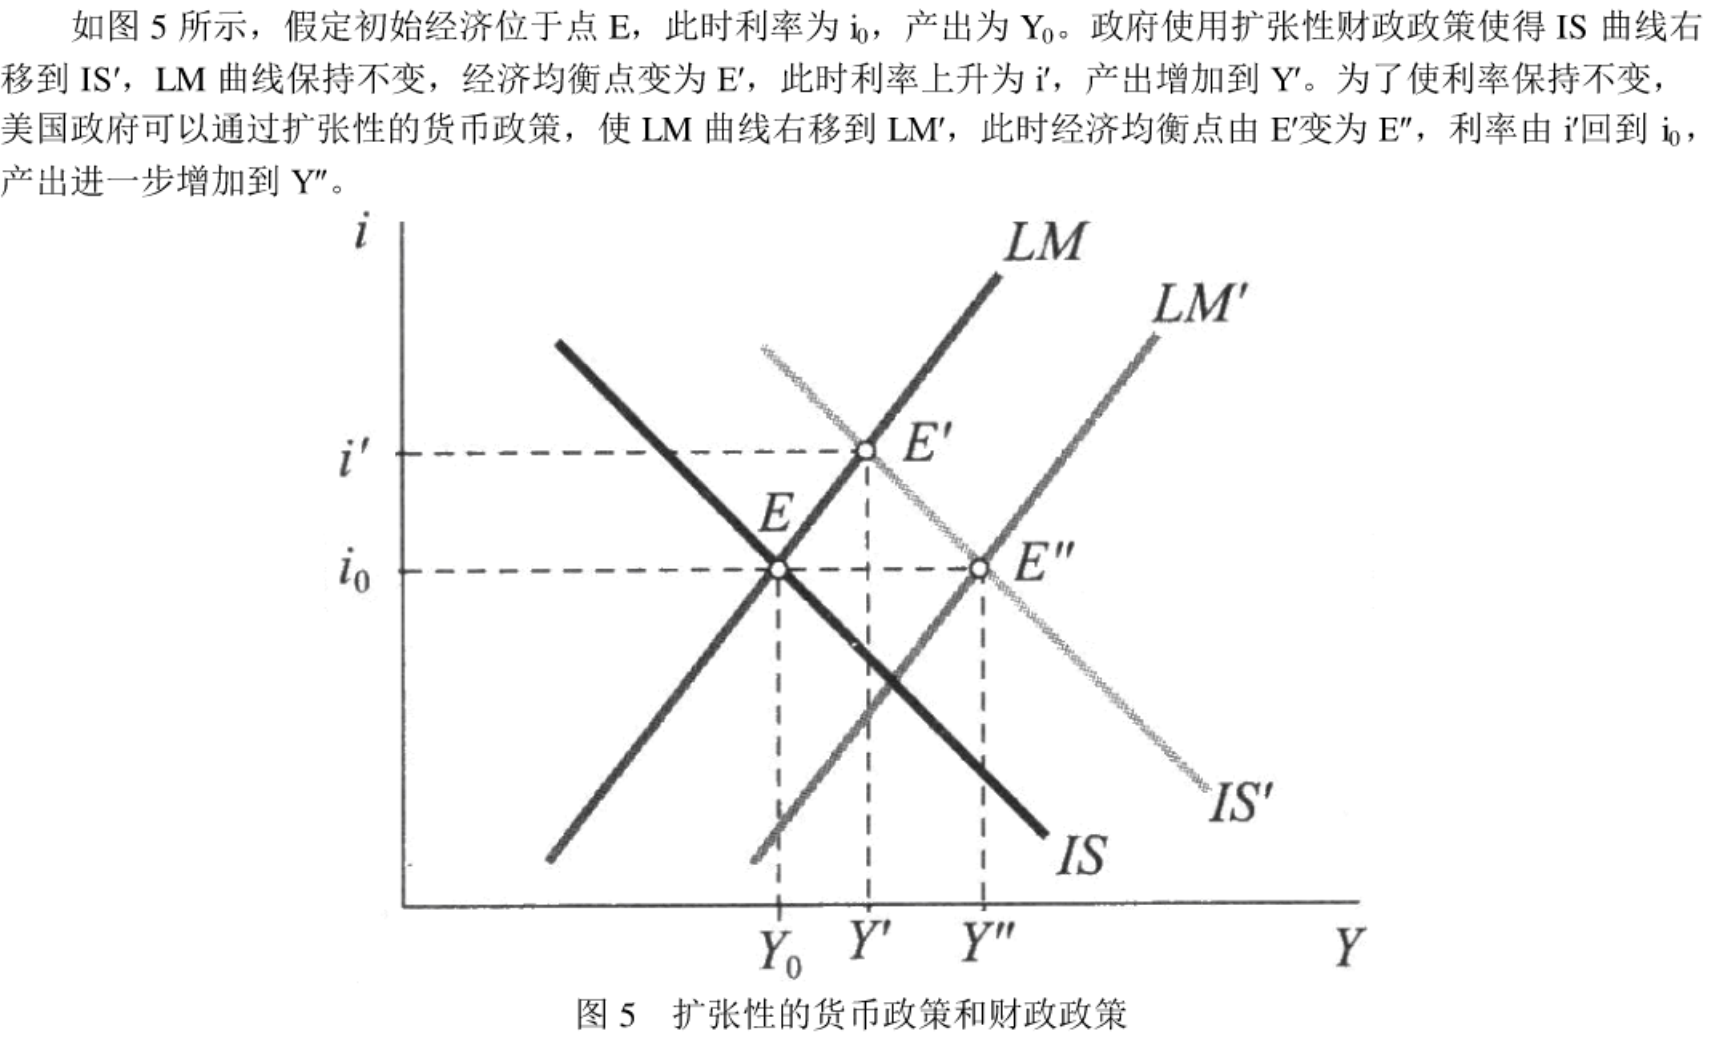 如图 5 所示，假定初始经济位于点 E，此时利率为 i₀，产出为 Y₀。政府使用扩张性财政政策使得 IS 曲线右
移到 IS′，LM 曲线保持不变，经济均衡点变为 E′，此时利率上升为 i′，产出增加到 Y′。为了使利率保持不变，
美国政府可以通过扩张性的货币政策，使 LM 曲线右移到 LM′，此时经济均衡点由 E′变为 E″，利率由 i′回到 i₀，
产出进一步增加到 Y″。
i
LM
LM′
i′
E′
E
i₀
E″
IS′
IS
Y₀
Y′
Y″
Y
图 5 扩张性的货币政策和财政政策